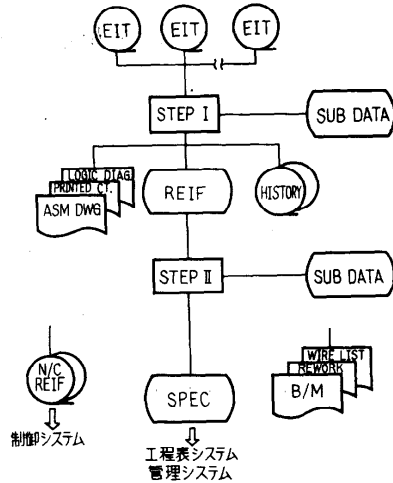 EIT
EIT
EIT
STEP I
SUB DATA
LOGIC DIAG
PRINTED CT.
ASM DWG
REIF
HISTORY
STEP II
SUB DATA
N/C
REIF
WIRE LIST
REWORK
B/M
SPEC
制御システム
工程表システム
管理システム